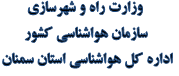 وزارت راه و شهرسازی
سازمان هواشناسی کشور
اداره کل هواشناسی استان سمنان